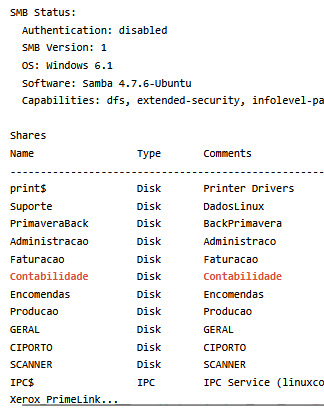 SMB Status:
Authentication: disabled
SMB Version: 1
OS: Windows 6.1
Software: Samba 4.7.6-Ubuntu
Capabilities: dfs, extended-security, infolevel-pa
Shares
Name Type Comments
------------------------------------------------
print$ Disk Printer Drivers
Suporte Disk DadosLinux
PrimaveraBack Disk BackPrimavera
Administracao Disk Administraco
Faturacao Disk Faturacao
Contabilidade Disk Contabilidade
Encomendas Disk Encomendas
Producao Disk Producao
GERAL Disk GERAL
CIPORTO Disk CIPORTO
SCANNER Disk SCANNER
IPC$ IPC IPC Service (linuxco
Xerox PrimeLink...